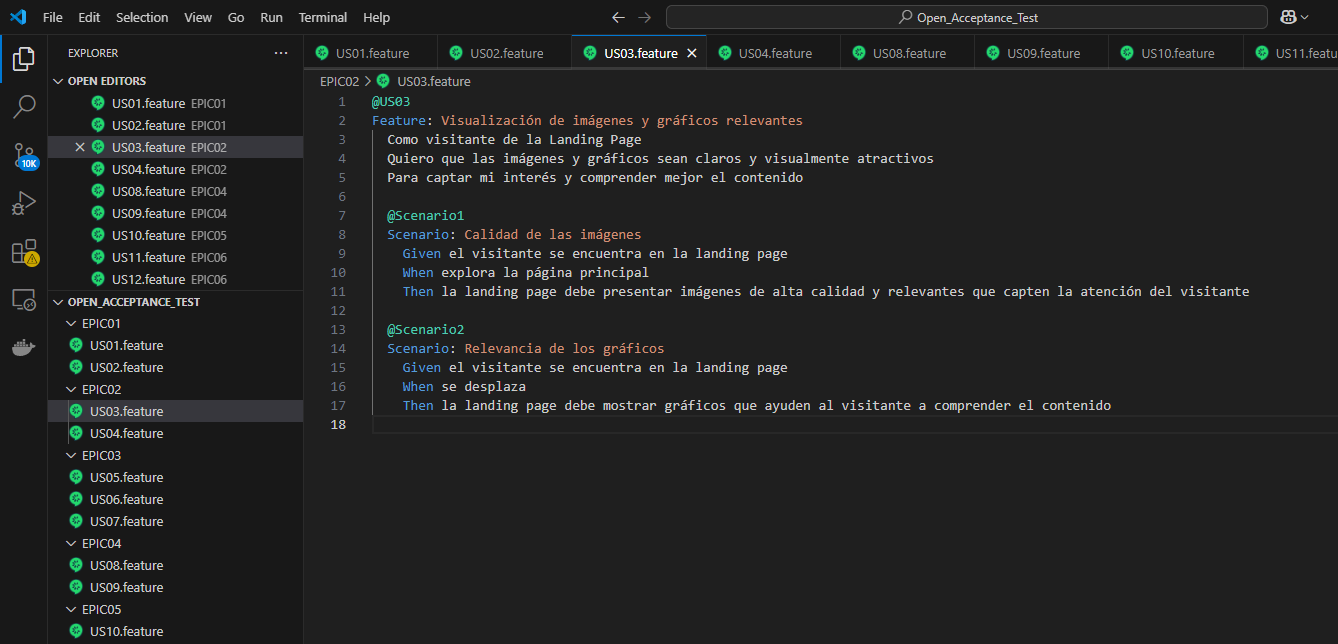 File Edit Selection View Go Run Terminal Help
Open_Acceptance_Test
EXPLORER
OPEN EDITORS
US01.feature EPIC01
US02.feature EPIC01
US03.feature EPIC02
US04.feature EPIC02
US08.feature EPIC04
US09.feature EPIC04
US10.feature EPIC05
US11.feature EPIC06
US12.feature EPIC06
10K
OPEN_ACCEPTANCE_TEST
EPIC01
US01.feature
US02.feature
EPIC02
US03.feature
US04.feature
EPIC03
US05.feature
US06.feature
US07.feature
EPIC04
US08.feature
US09.feature
EPIC05
US10.feature
US01.feature US02.feature US03.feature US04.feature US08.feature US09.feature US10.feature US11.featu
EPIC02 > US03.feature
1 @US03
2 Feature: Visualización de imágenes y gráficos relevantes
3 Como visitante de la Landing Page
4 Quiero que las imágenes y gráficos sean claros y visualmente atractivos
5 Para captar mi interés y comprender mejor el contenido
6
7 @Scenario1
8 Scenario: Calidad de las imágenes
9 Given el visitante se encuentra en la landing page
10 When explora la página principal
11 Then la landing page debe presentar imágenes de alta calidad y relevantes que capten la atención del visitante
12
13 @Scenario2
14 Scenario: Relevancia de los gráficos
15 Given el visitante se encuentra en la landing page
16 When se desplaza
17 Then la landing page debe mostrar gráficos que ayuden al visitante a comprender el contenido
18